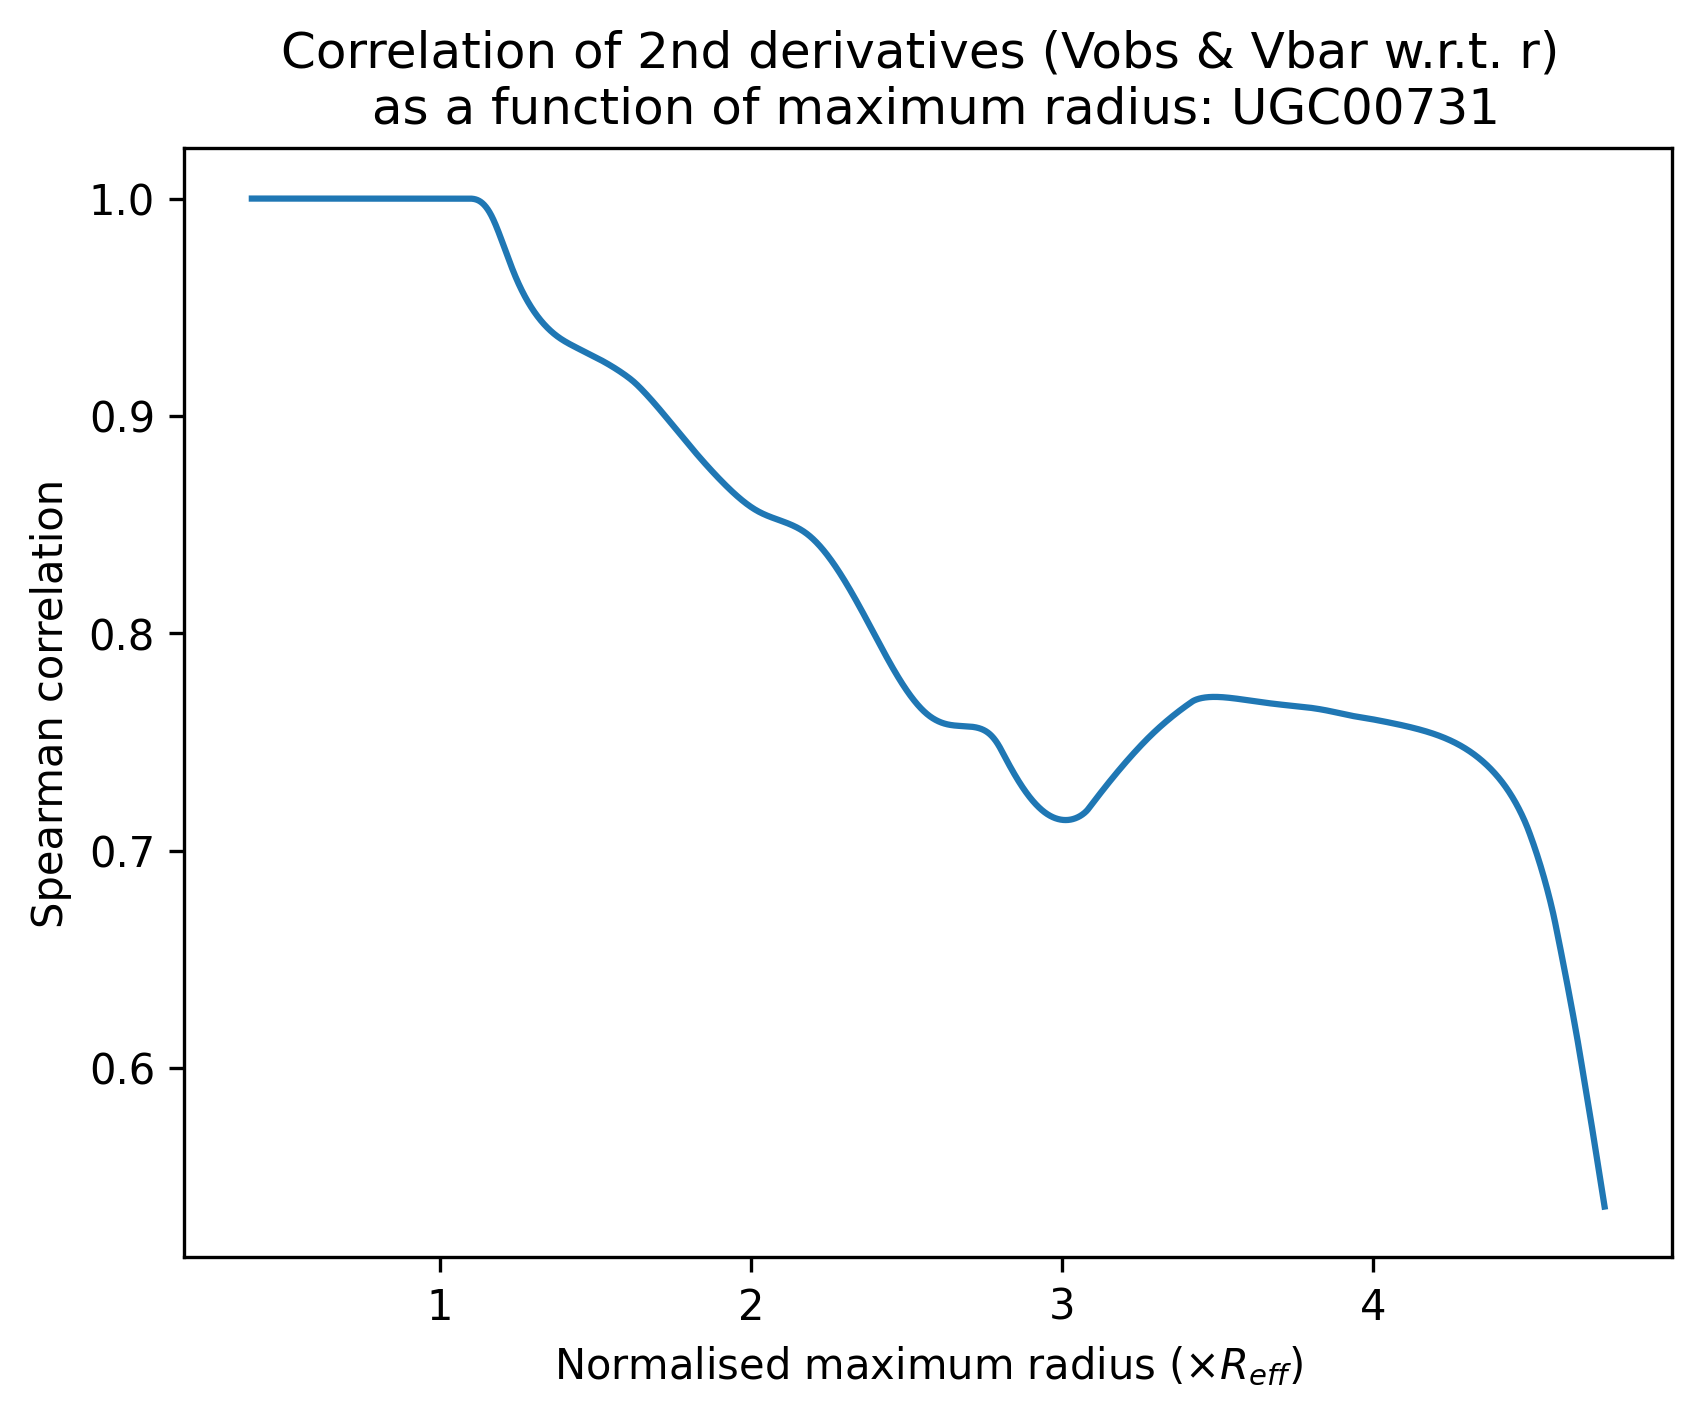 Correlation of 2nd derivatives (Vobs & Vbar w.r.t. r)
as a function of maximum radius: UGC00731
1.0
0.9
0.8
0.7
0.6
Spearman correlation
1 2 3 4
Normalised maximum radius (×R_eff)